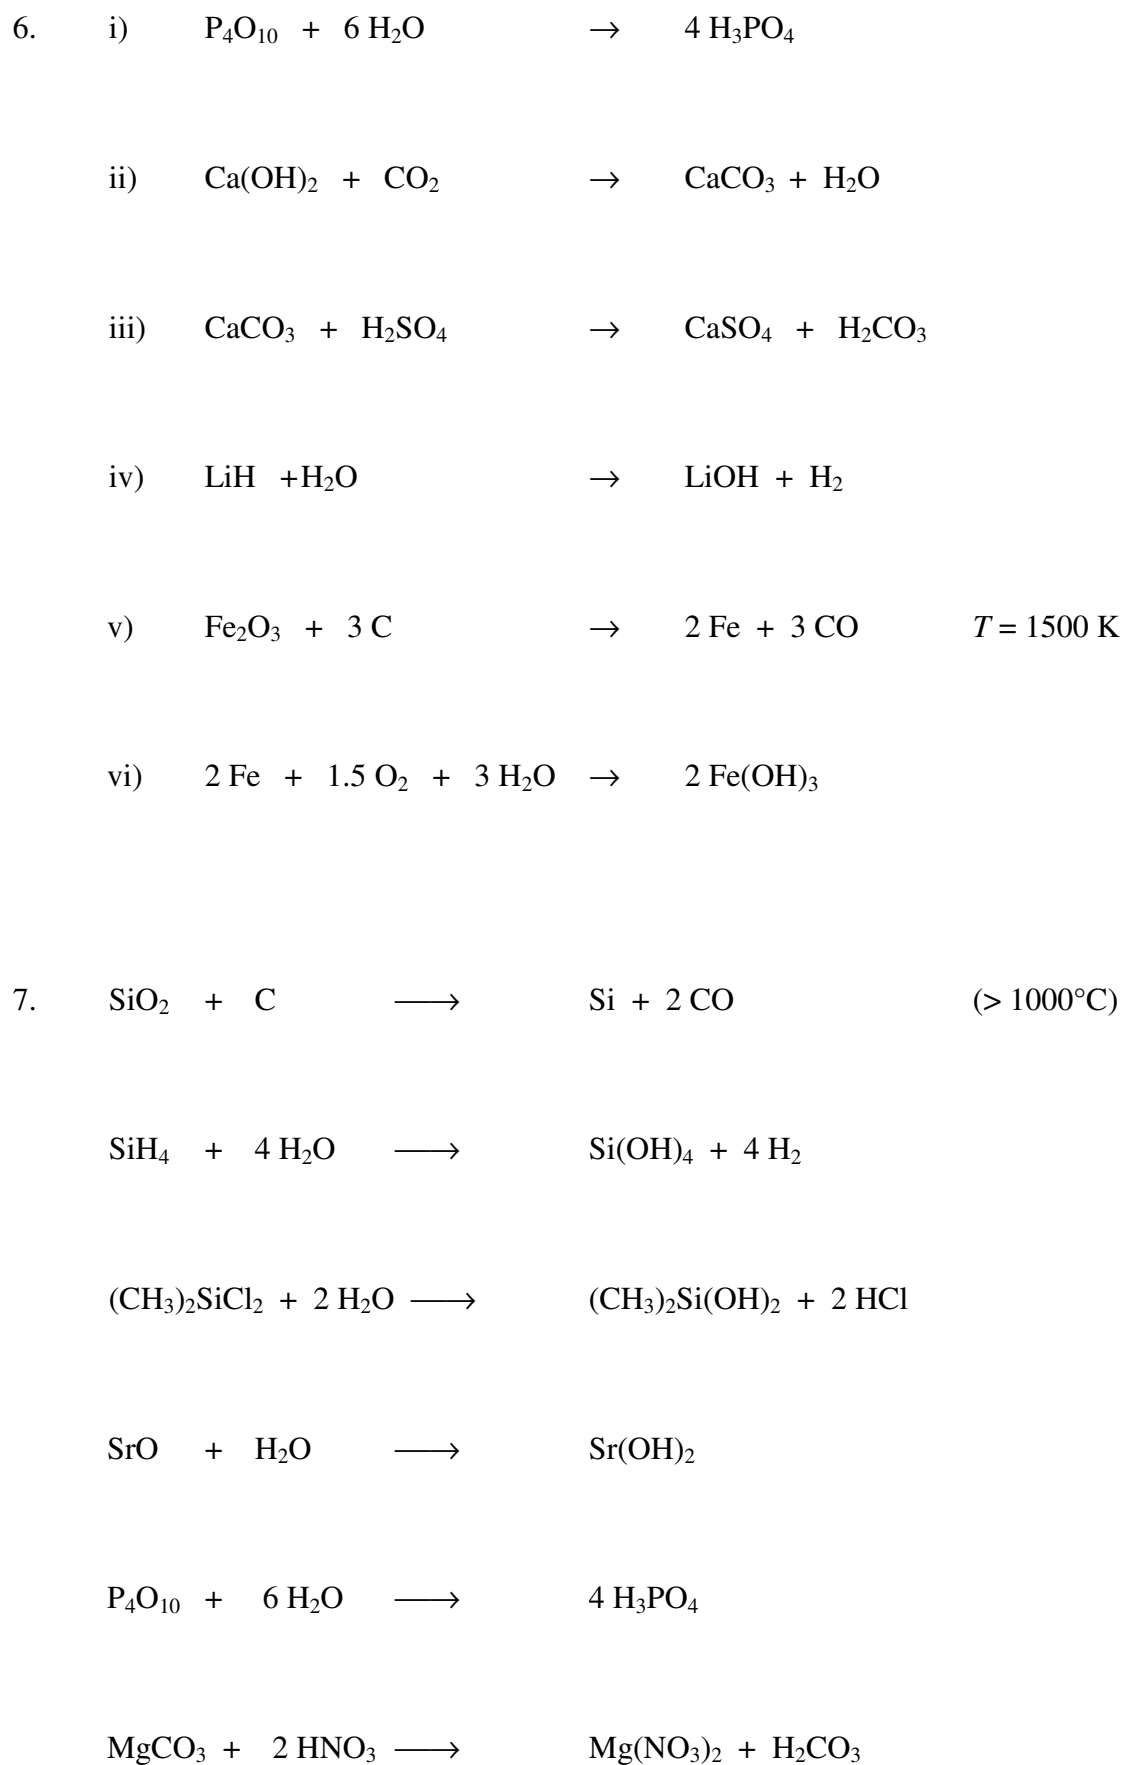 6. i) P₄O₁₀ + 6 H₂O → 4 H₃PO₄
ii) Ca(OH)₂ + CO₂ → CaCO₃ + H₂O
iii) CaCO₃ + H₂SO₄ → CaSO₄ + H₂CO₃
iv) LiH +H₂O → LiOH + H₂
v) Fe₂O₃ + 3 C → 2 Fe + 3 CO T = 1500 K
vi) 2 Fe + 1.5 O₂ + 3 H₂O → 2 Fe(OH)₃
7. SiO₂ + C ⟶ Si + 2 CO (> 1000°C)
SiH₄ + 4 H₂O ⟶ Si(OH)₄ + 4 H₂
(CH₃)₂SiCl₂ + 2 H₂O ⟶ (CH₃)₂Si(OH)₂ + 2 HCl
SrO + H₂O ⟶ Sr(OH)₂
P₄O₁₀ + 6 H₂O ⟶ 4 H₃PO₄
MgCO₃ + 2 HNO₃ ⟶ Mg(NO₃)₂ + H₂CO₃